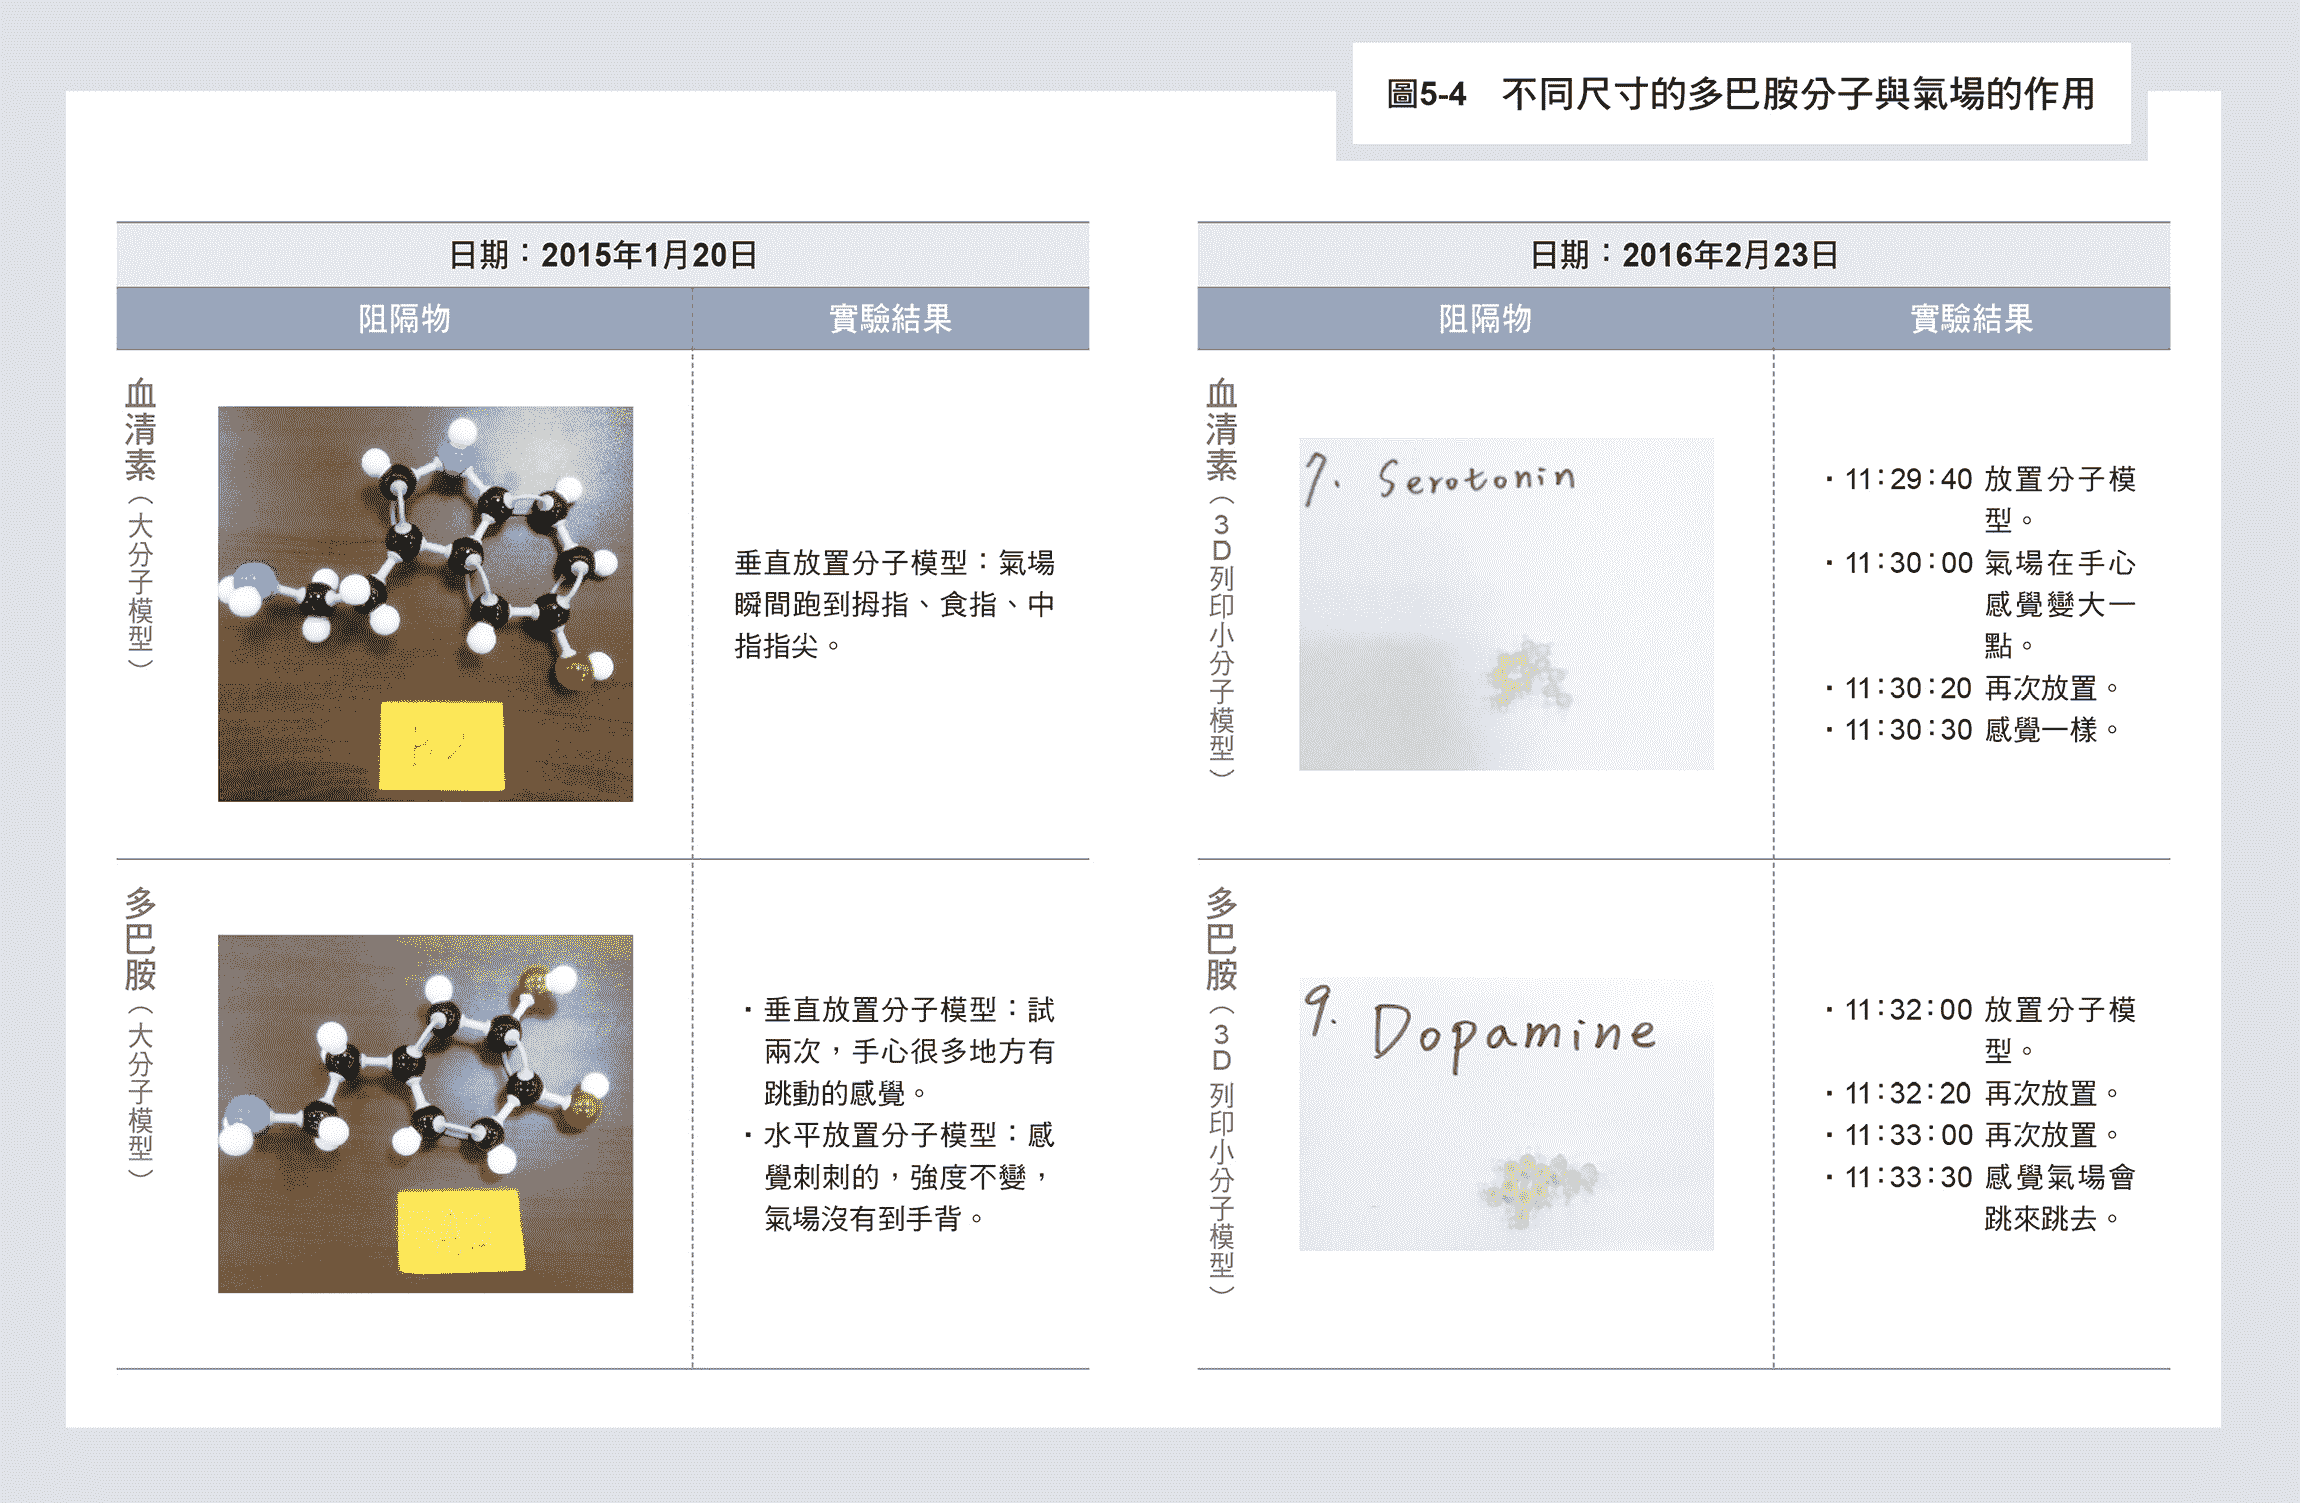 圖5-4　不同尺寸的多巴胺分子與氣場的作用
日期：2015年1月20日
阻隔物
實驗結果
血清素（大分子模型）
垂直放置分子模型：氣場
瞬間跑到拇指、食指、中
指指尖。
多巴胺（大分子模型）
・垂直放置分子模型：試
兩次，手心很多地方有
跳動的感覺。
・水平放置分子模型：感
覺刺刺的，強度不變，
氣場沒有到手背。
日期：2016年2月23日
阻隔物
實驗結果
血清素（3D列印小分子模型）
7. Serotonin
・11：29：40 放置分子模
型。
・11：30：00 氣場在手心
感覺變大一
點。
・11：30：20 再次放置。
・11：30：30 感覺一樣。
多巴胺（3D列印小分子模型）
9. Dopamine
・11：32：00 放置分子模
型。
・11：32：20 再次放置。
・11：33：00 再次放置。
・11：33：30 感覺氣場會
跳來跳去。